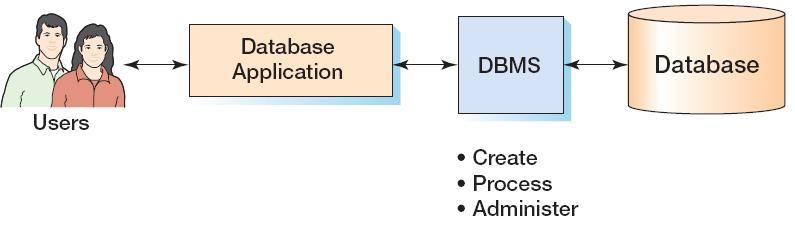 Database
Application
DBMS
Database
Users
• Create
• Process
• Administer